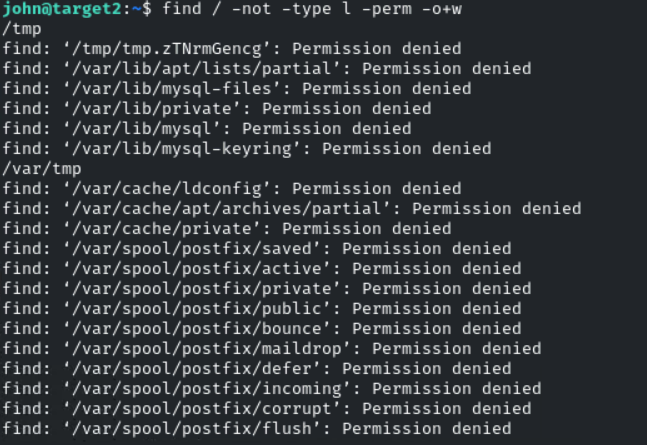 john@target2:~$ find / -not -type l -perm -o+w
/tmp
find: ‘/tmp/tmp.zTNrmGencg’: Permission denied
find: ‘/var/lib/apt/lists/partial’: Permission denied
find: ‘/var/lib/mysql-files’: Permission denied
find: ‘/var/lib/private’: Permission denied
find: ‘/var/lib/mysql’: Permission denied
find: ‘/var/lib/mysql-keyring’: Permission denied
/var/tmp
find: ‘/var/cache/ldconfig’: Permission denied
find: ‘/var/cache/apt/archives/partial’: Permission denied
find: ‘/var/cache/private’: Permission denied
find: ‘/var/spool/postfix/saved’: Permission denied
find: ‘/var/spool/postfix/active’: Permission denied
find: ‘/var/spool/postfix/private’: Permission denied
find: ‘/var/spool/postfix/public’: Permission denied
find: ‘/var/spool/postfix/bounce’: Permission denied
find: ‘/var/spool/postfix/maildrop’: Permission denied
find: ‘/var/spool/postfix/defer’: Permission denied
find: ‘/var/spool/postfix/incoming’: Permission denied
find: ‘/var/spool/postfix/corrupt’: Permission denied
find: ‘/var/spool/postfix/flush’: Permission denied